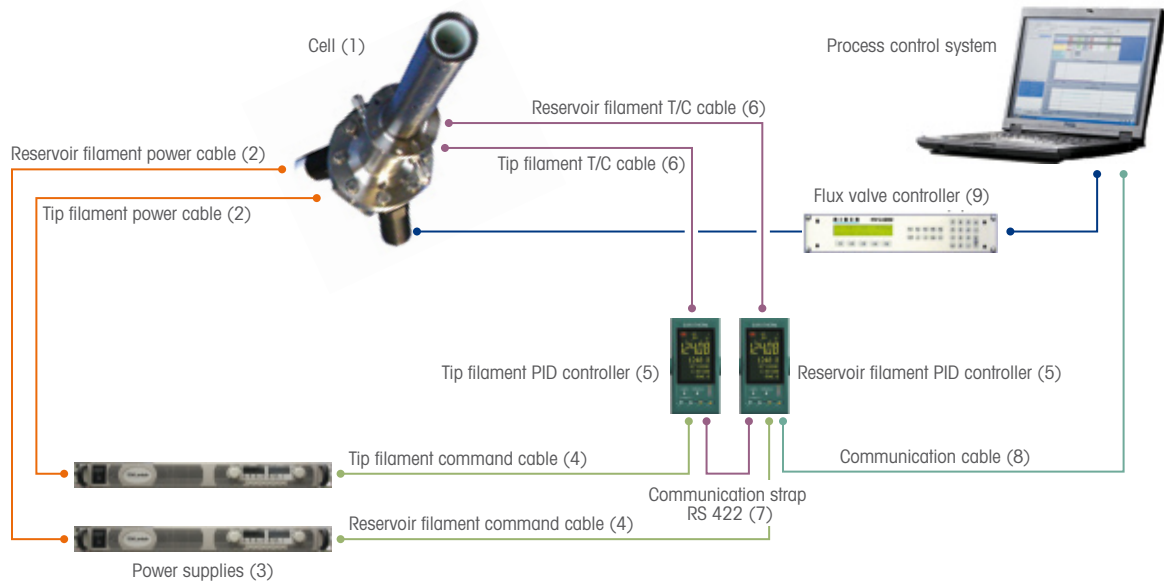 Cell (1)
Process control system
Reservoir filament T/C cable (6)
Reservoir filament power cable (2)
Tip filament T/C cable (6)
Tip filament power cable (2)
Flux valve controller (9)
Tip filament PID controller (5)
Reservoir filament PID controller (5)
Tip filament command cable (4)
Communication cable (8)
Communication strap
RS 422 (7)
Reservoir filament command cable (4)
Power supplies (3)